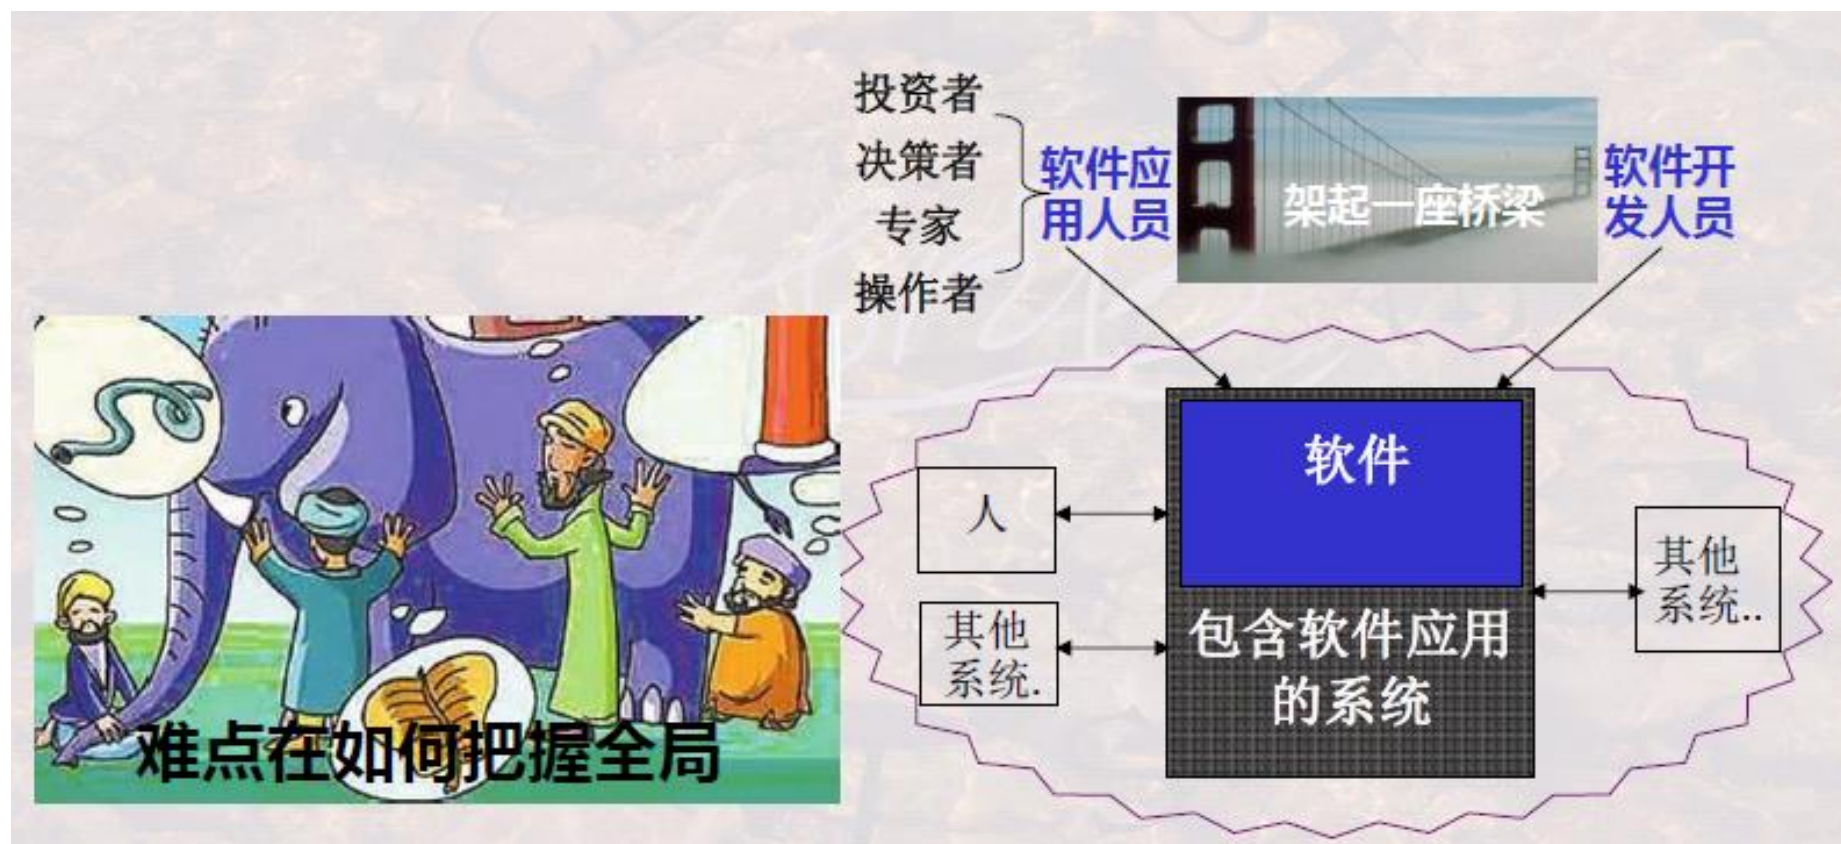 投资者
决策者
专家
操作者
软件应
用人员
架起一座桥梁
软件开
发人员
难点在如何把握全局
软件
人
其他
系统.
包含软件应用
的系统
其他
系统..